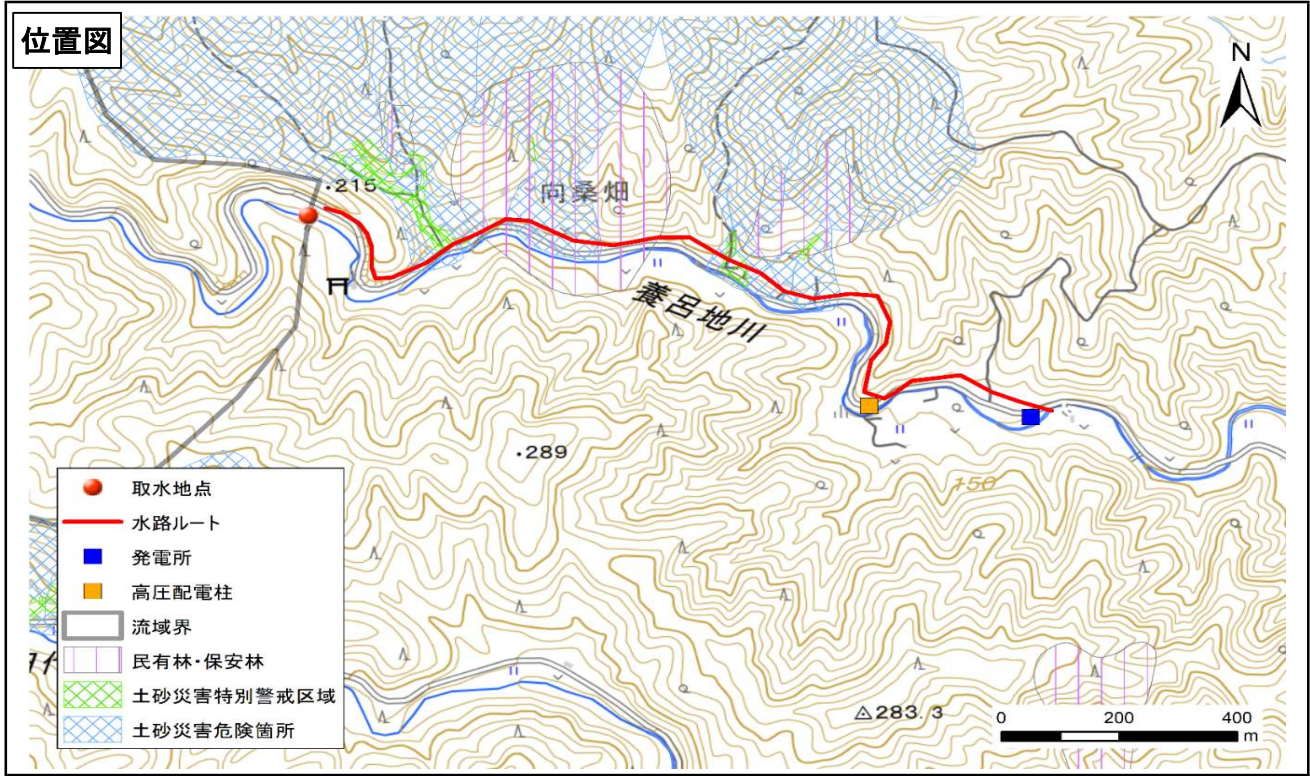 位置図
N
215
向桑畑
養呂地川
289
150
取水地点
水路ルート
発電所
高圧配電柱
流域界
民有林・保安林
土砂災害特別警戒区域
土砂災害危険箇所
283.3
0 200 400
m